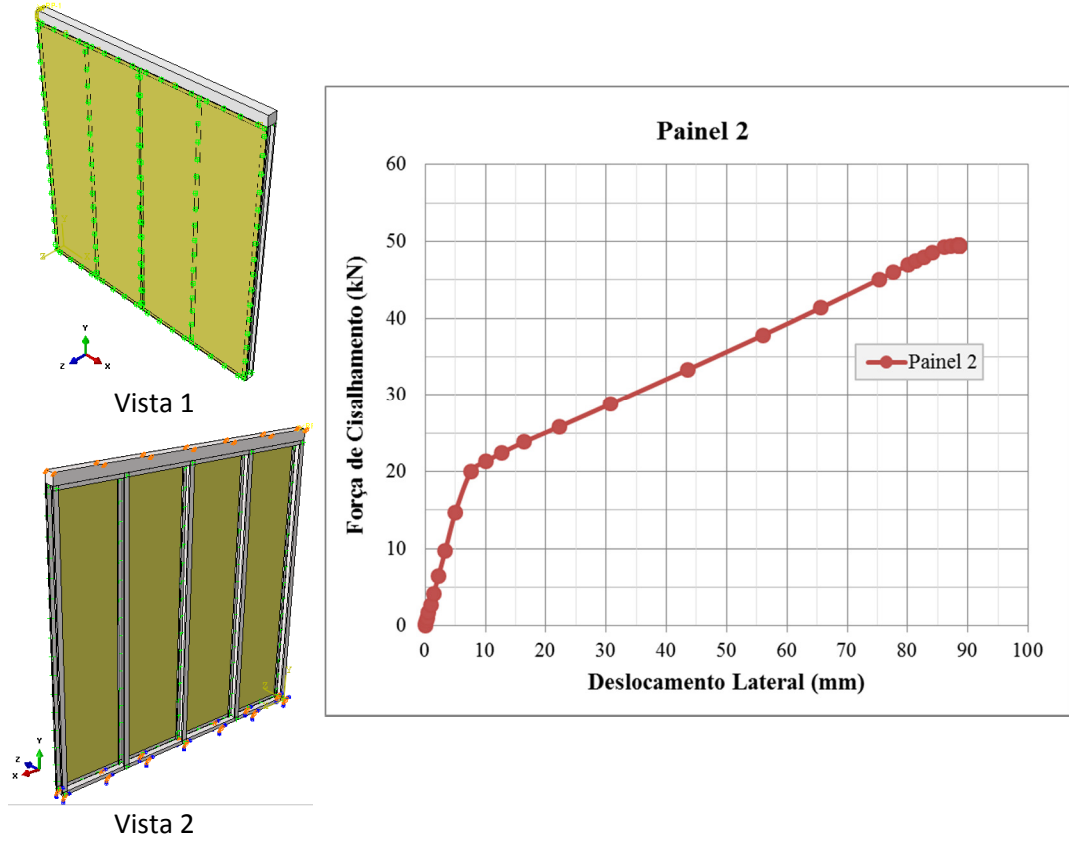 Y
Z
X
Z
Vista 1
Y
Z
X
Vista 2
Painel 2
Força de Cisalhamento (kN)
60
50
40
30
20
10
0
Painel 2
0 10 20 30 40 50 60 70 80 90 100
Deslocamento Lateral (mm)